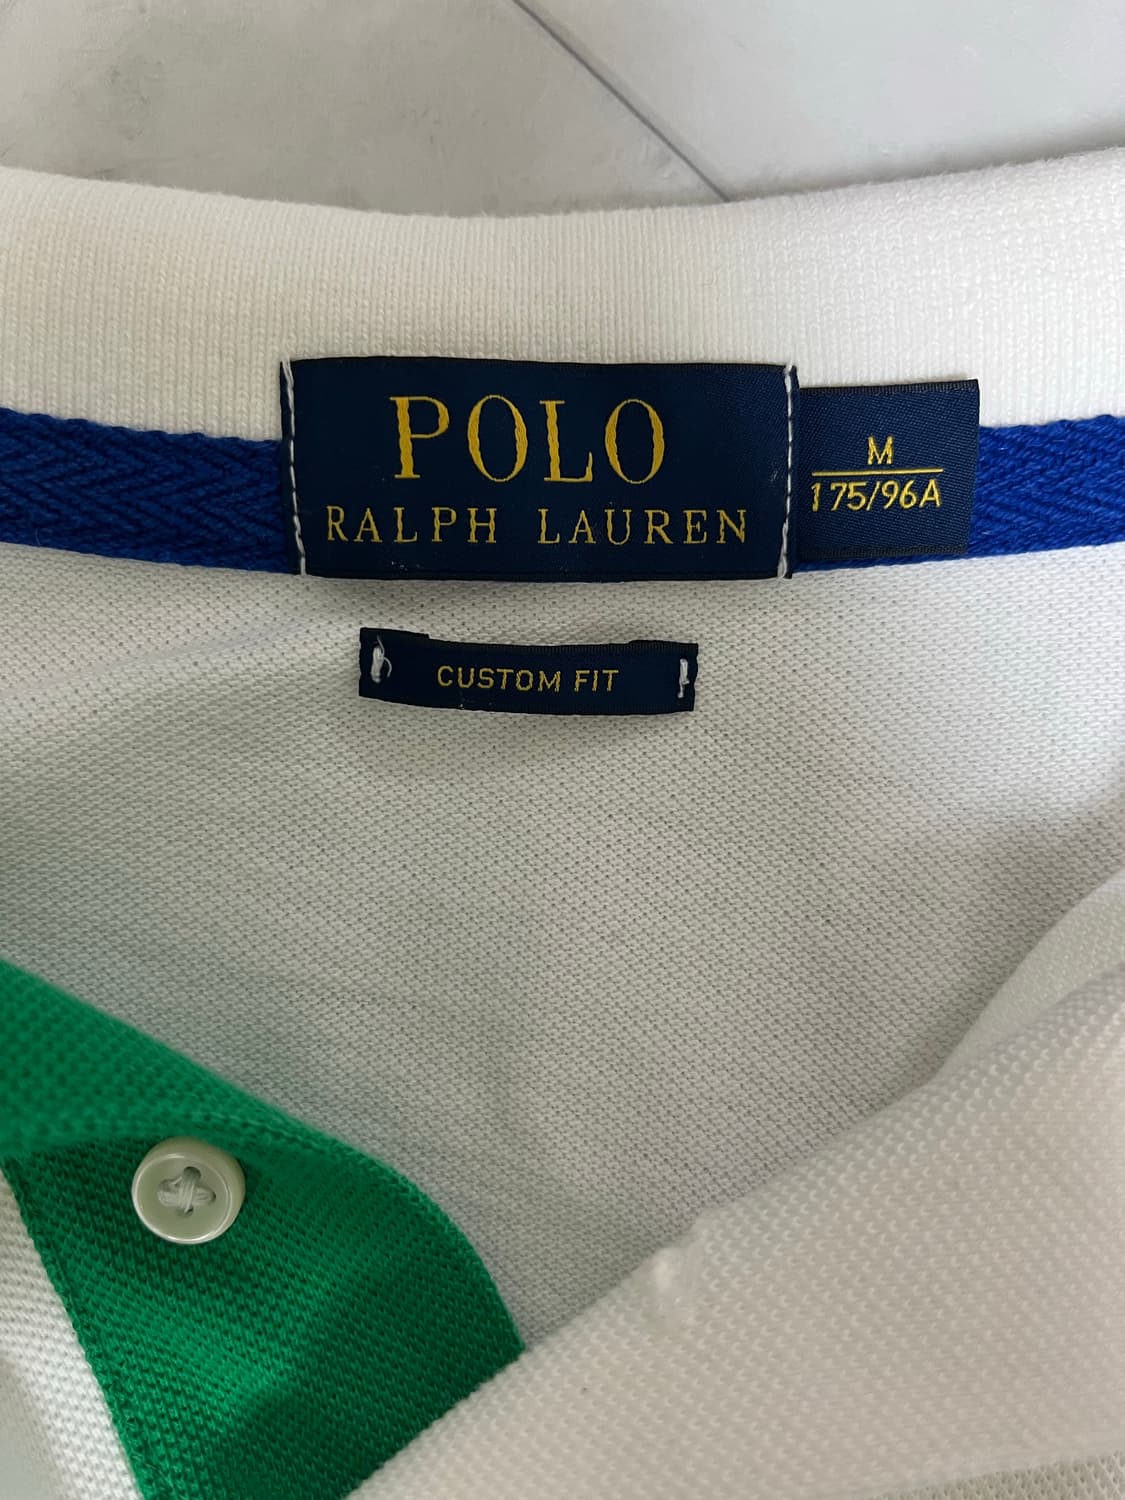 POLO
RALPH LAUREN
M
175/96A
CUSTOM FIT